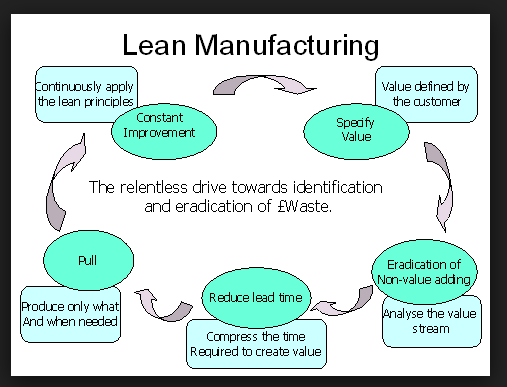 Lean Manufacturing
Continuously apply
the lean principles
Constant
Improvement
Value defined by
the customer
Specify
Value
The relentless drive towards identification
and eradication of £Waste.
Pull
Produce only what
And when needed
Reduce lead time
Compress the time
Required to create value
Eradication of
Non-value adding
Analyse the value
stream